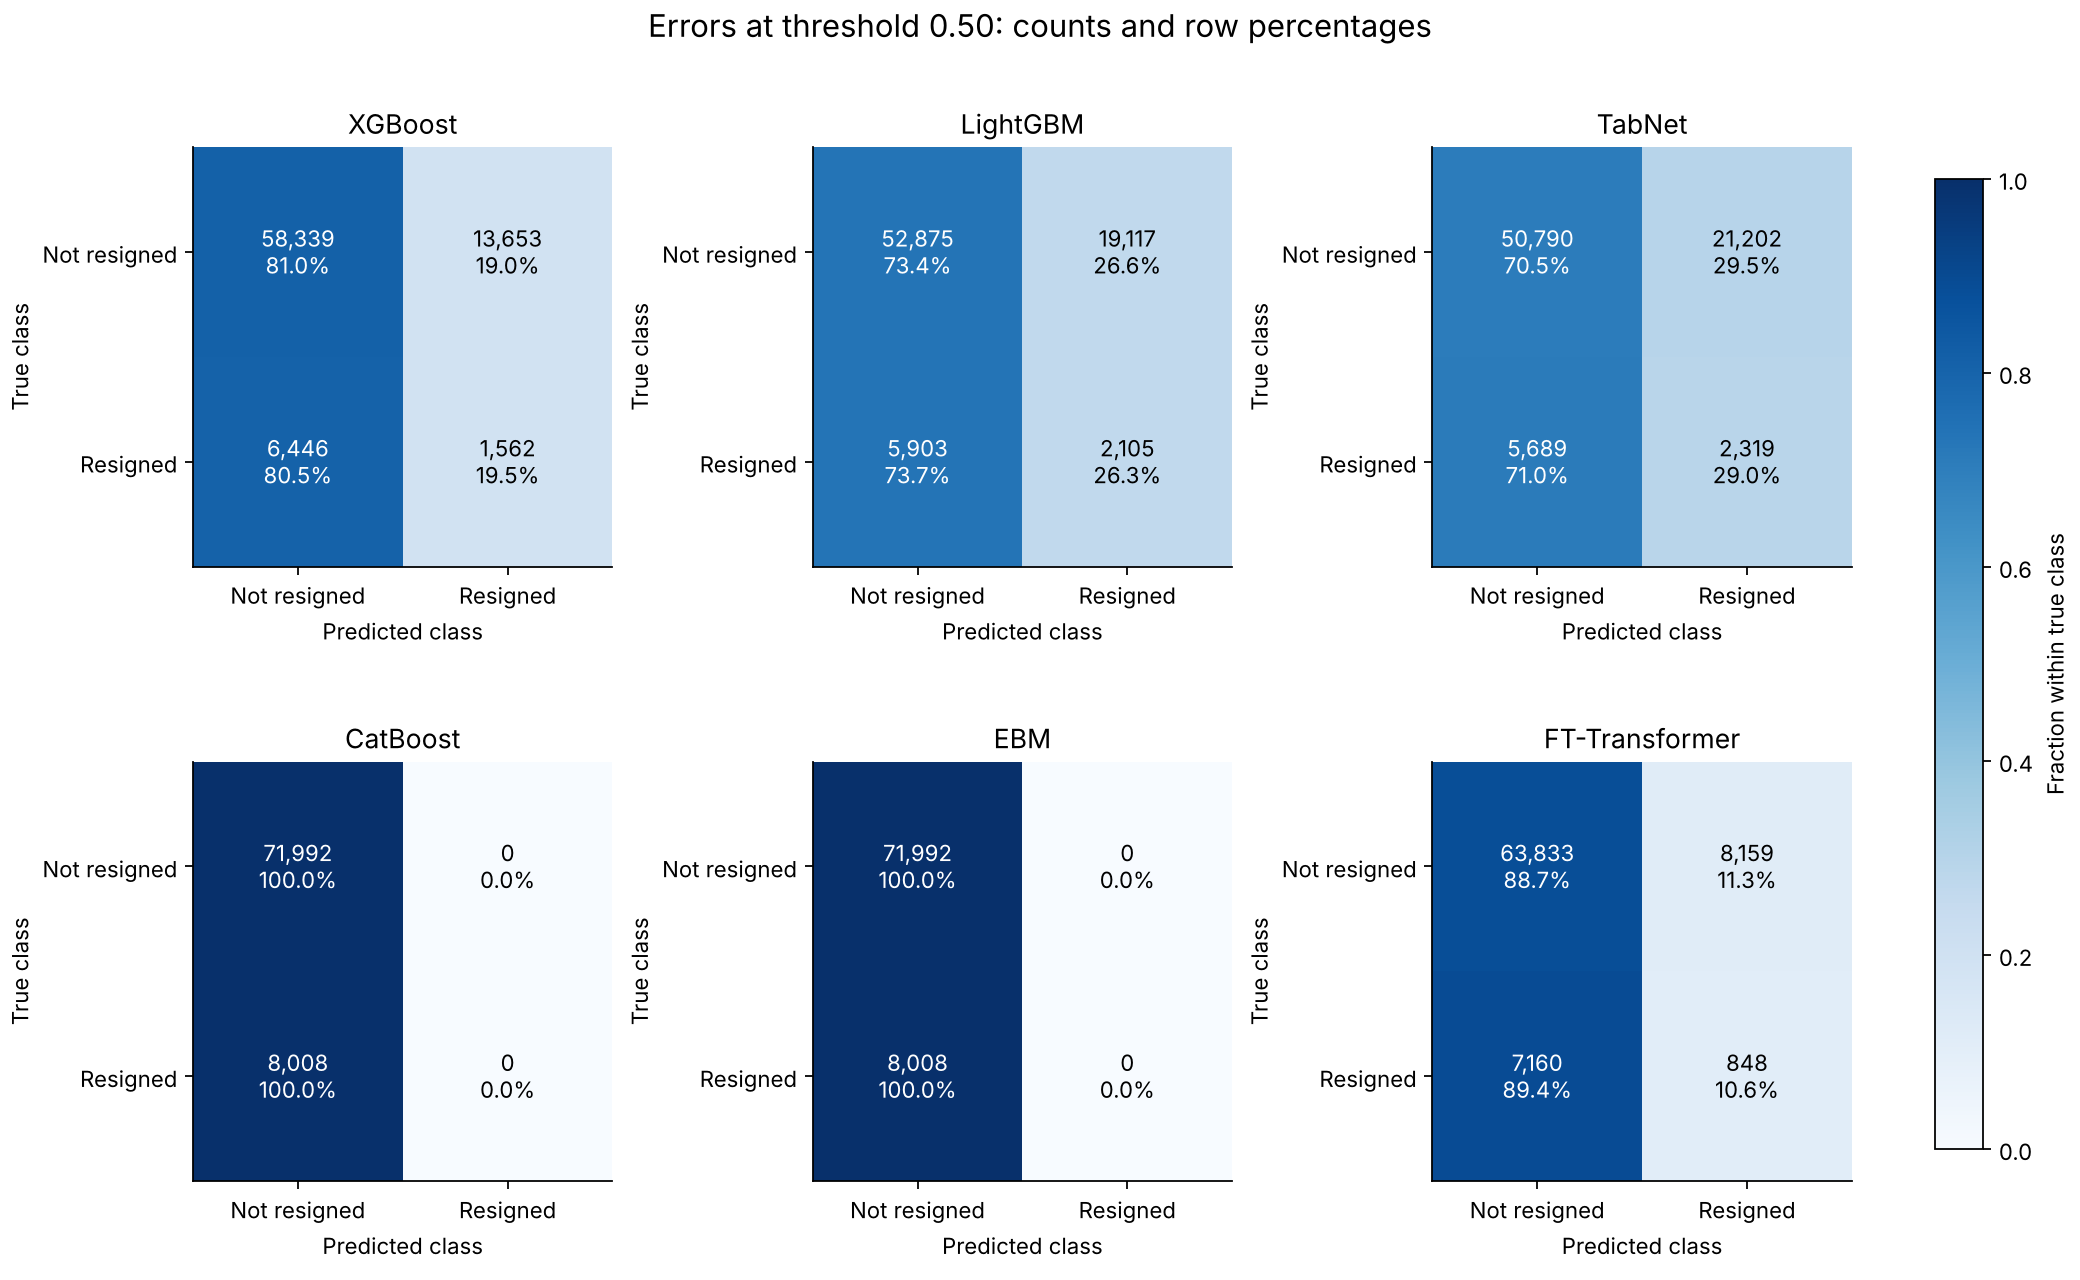 Errors at threshold 0.50: counts and row percentages
XGBoost
True class
Not resigned
58,339
81.0%
13,653
19.0%
Resigned
6,446
80.5%
1,562
19.5%
Not resigned
Resigned
Predicted class
LightGBM
True class
Not resigned
52,875
73.4%
19,117
26.6%
Resigned
5,903
73.7%
2,105
26.3%
Not resigned
Resigned
Predicted class
TabNet
True class
Not resigned
50,790
70.5%
21,202
29.5%
Resigned
5,689
71.0%
2,319
29.0%
Not resigned
Resigned
Predicted class
CatBoost
True class
Not resigned
71,992
100.0%
0
0.0%
Resigned
8,008
100.0%
0
0.0%
Not resigned
Resigned
Predicted class
EBM
True class
Not resigned
71,992
100.0%
0
0.0%
Resigned
8,008
100.0%
0
0.0%
Not resigned
Resigned
Predicted class
FT-Transformer
True class
Not resigned
63,833
88.7%
8,159
11.3%
Resigned
7,160
89.4%
848
10.6%
Not resigned
Resigned
Predicted class
1.0
0.8
0.6
0.4
0.2
0.0
Fraction within true class